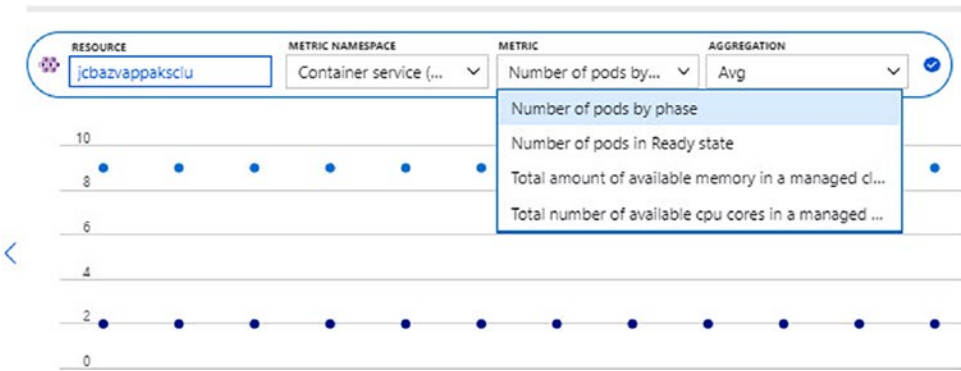 RESOURCE METRIC NAMESPACE METRIC AGGREGATION
jcbazvappaksclu Container service (... Number of pods by... Avg
Number of pods by phase
Number of pods in Ready state
Total amount of available memory in a managed cl...
Total number of available cpu cores in a managed ...
10
8
6
4
2
0